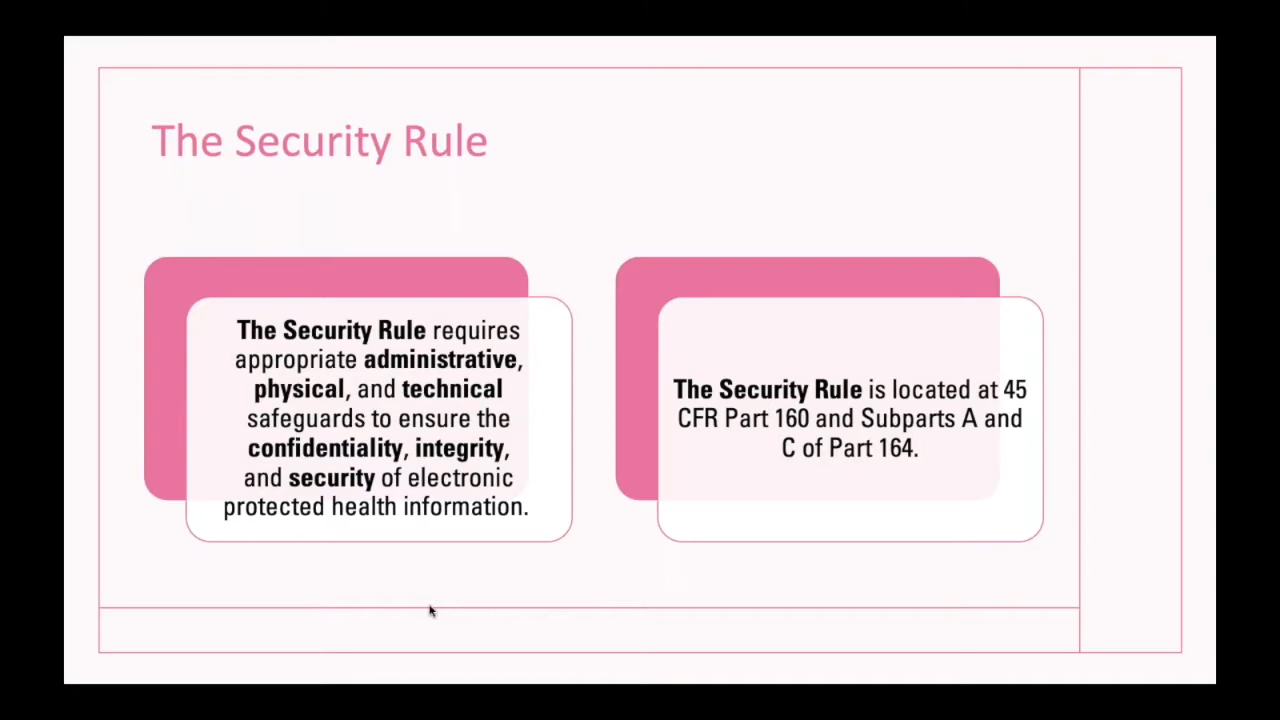 The Security Rule
The Security Rule requires
appropriate administrative,
physical, and technical
safeguards to ensure the
confidentiality, integrity,
and security of electronic
protected health information.
The Security Rule is located at 45
CFR Part 160 and Subparts A and
C of Part 164.